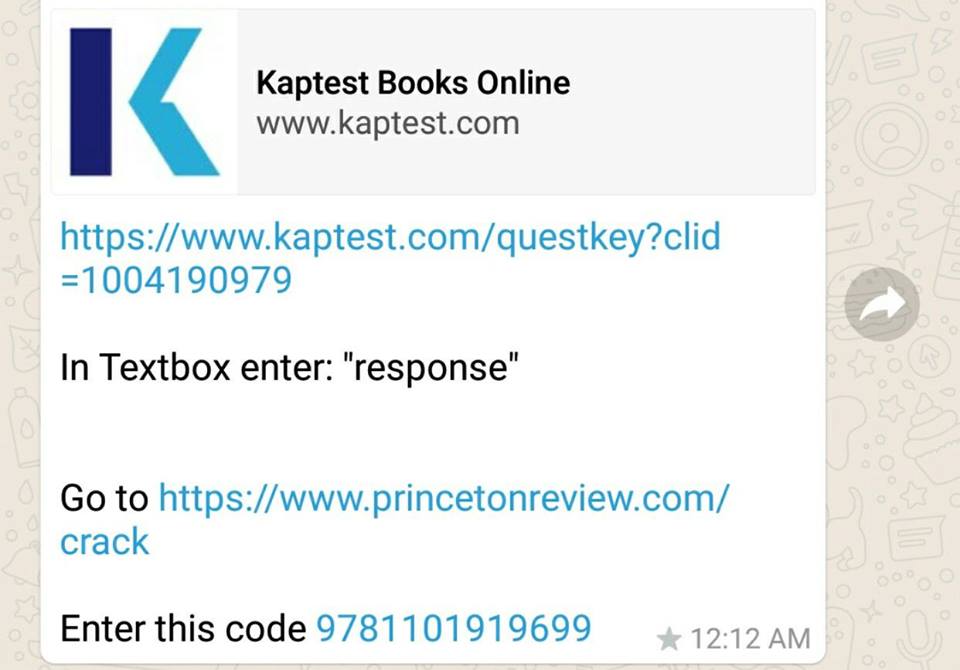 Kaptest Books Online
www.kaptest.com
https://www.kaptest.com/questkey?clid
=1004190979
In Textbox enter: "response"
Go to https://www.princetonreview.com/
crack
Enter this code 9781101919699
12:12 AM